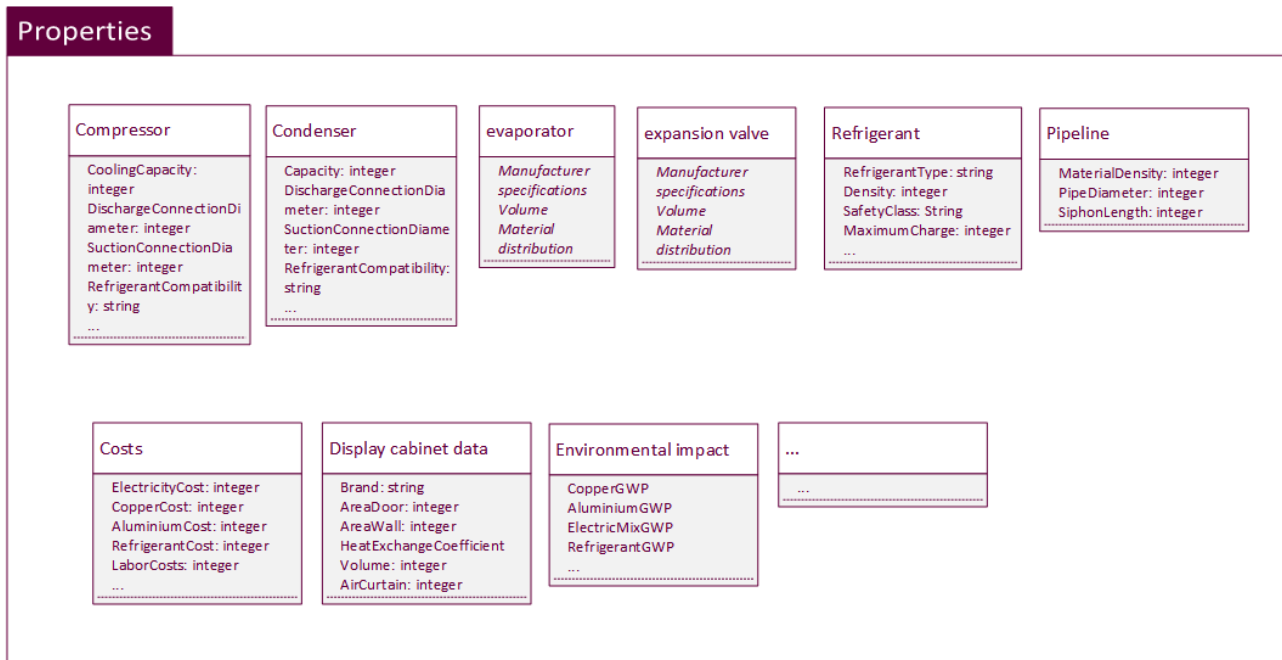 Properties
Compressor
CoolingCapacity:
integer
DischargeConnectionDi
ameter: integer
SuctionConnectionDia
meter: integer
RefrigerantCompatibilit
y: string
...
Condenser
Capacity: integer
DischargeConnectionDia
meter: integer
SuctionConnectionDiame
ter: integer
RefrigerantCompatibility:
string
...
evaporator
Manufacturer
specifications
Volume
Material
distribution
expansion valve
Manufacturer
specifications
Volume
Material
distribution
Refrigerant
RefrigerantType: string
Density: integer
SafetyClass: String
MaximumCharge: integer
...
Pipeline
MaterialDensity: integer
PipeDiameter: integer
SiphonLength: integer
Costs
ElectricityCost: integer
CopperCost: integer
AluminiumCost: integer
RefrigerantCost: integer
LaborCosts: integer
...
Display cabinet data
Brand: string
AreaDoor: integer
AreaWall: integer
HeatExchangeCoefficient
Volume: integer
AirCurtain: integer
Environmental impact
CopperGWP
AluminiumGWP
ElectricMixGWP
RefrigerantGWP
...
...
...